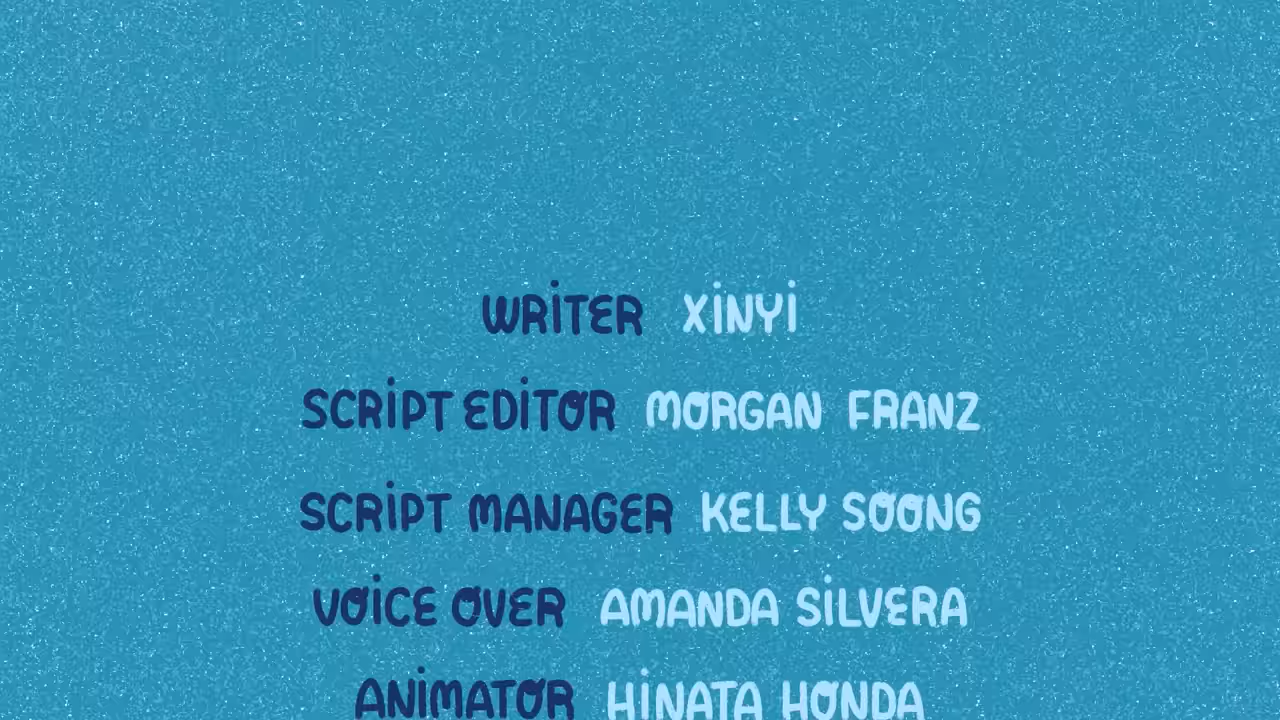 WRITER XINYI
SCRIPT EDITOR MORGAN FRANZ
SCRIPT MANAGER KELLY SOONG
VOICE OVER AMANDA SILVERA
ANIMATOR HINATA HONDA